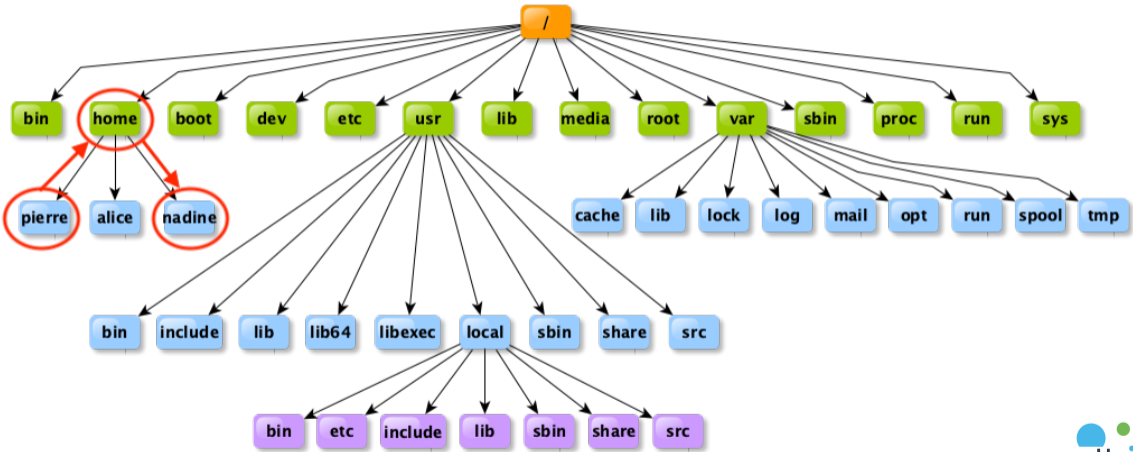 /
bin home boot dev etc usr lib media root var sbin proc run sys
pierre alice nadine cache lib lock log mail opt run spool tmp
bin include lib lib64 libexec local sbin share src
bin etc include lib sbin share src